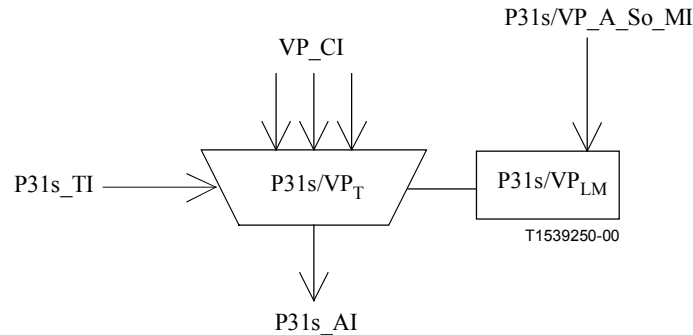 P31s/VP_A_So_MI
VP_CI
P31s_TI
P31s/VP_T
P31s/VP_LM
T1539250-00
P31s_AI